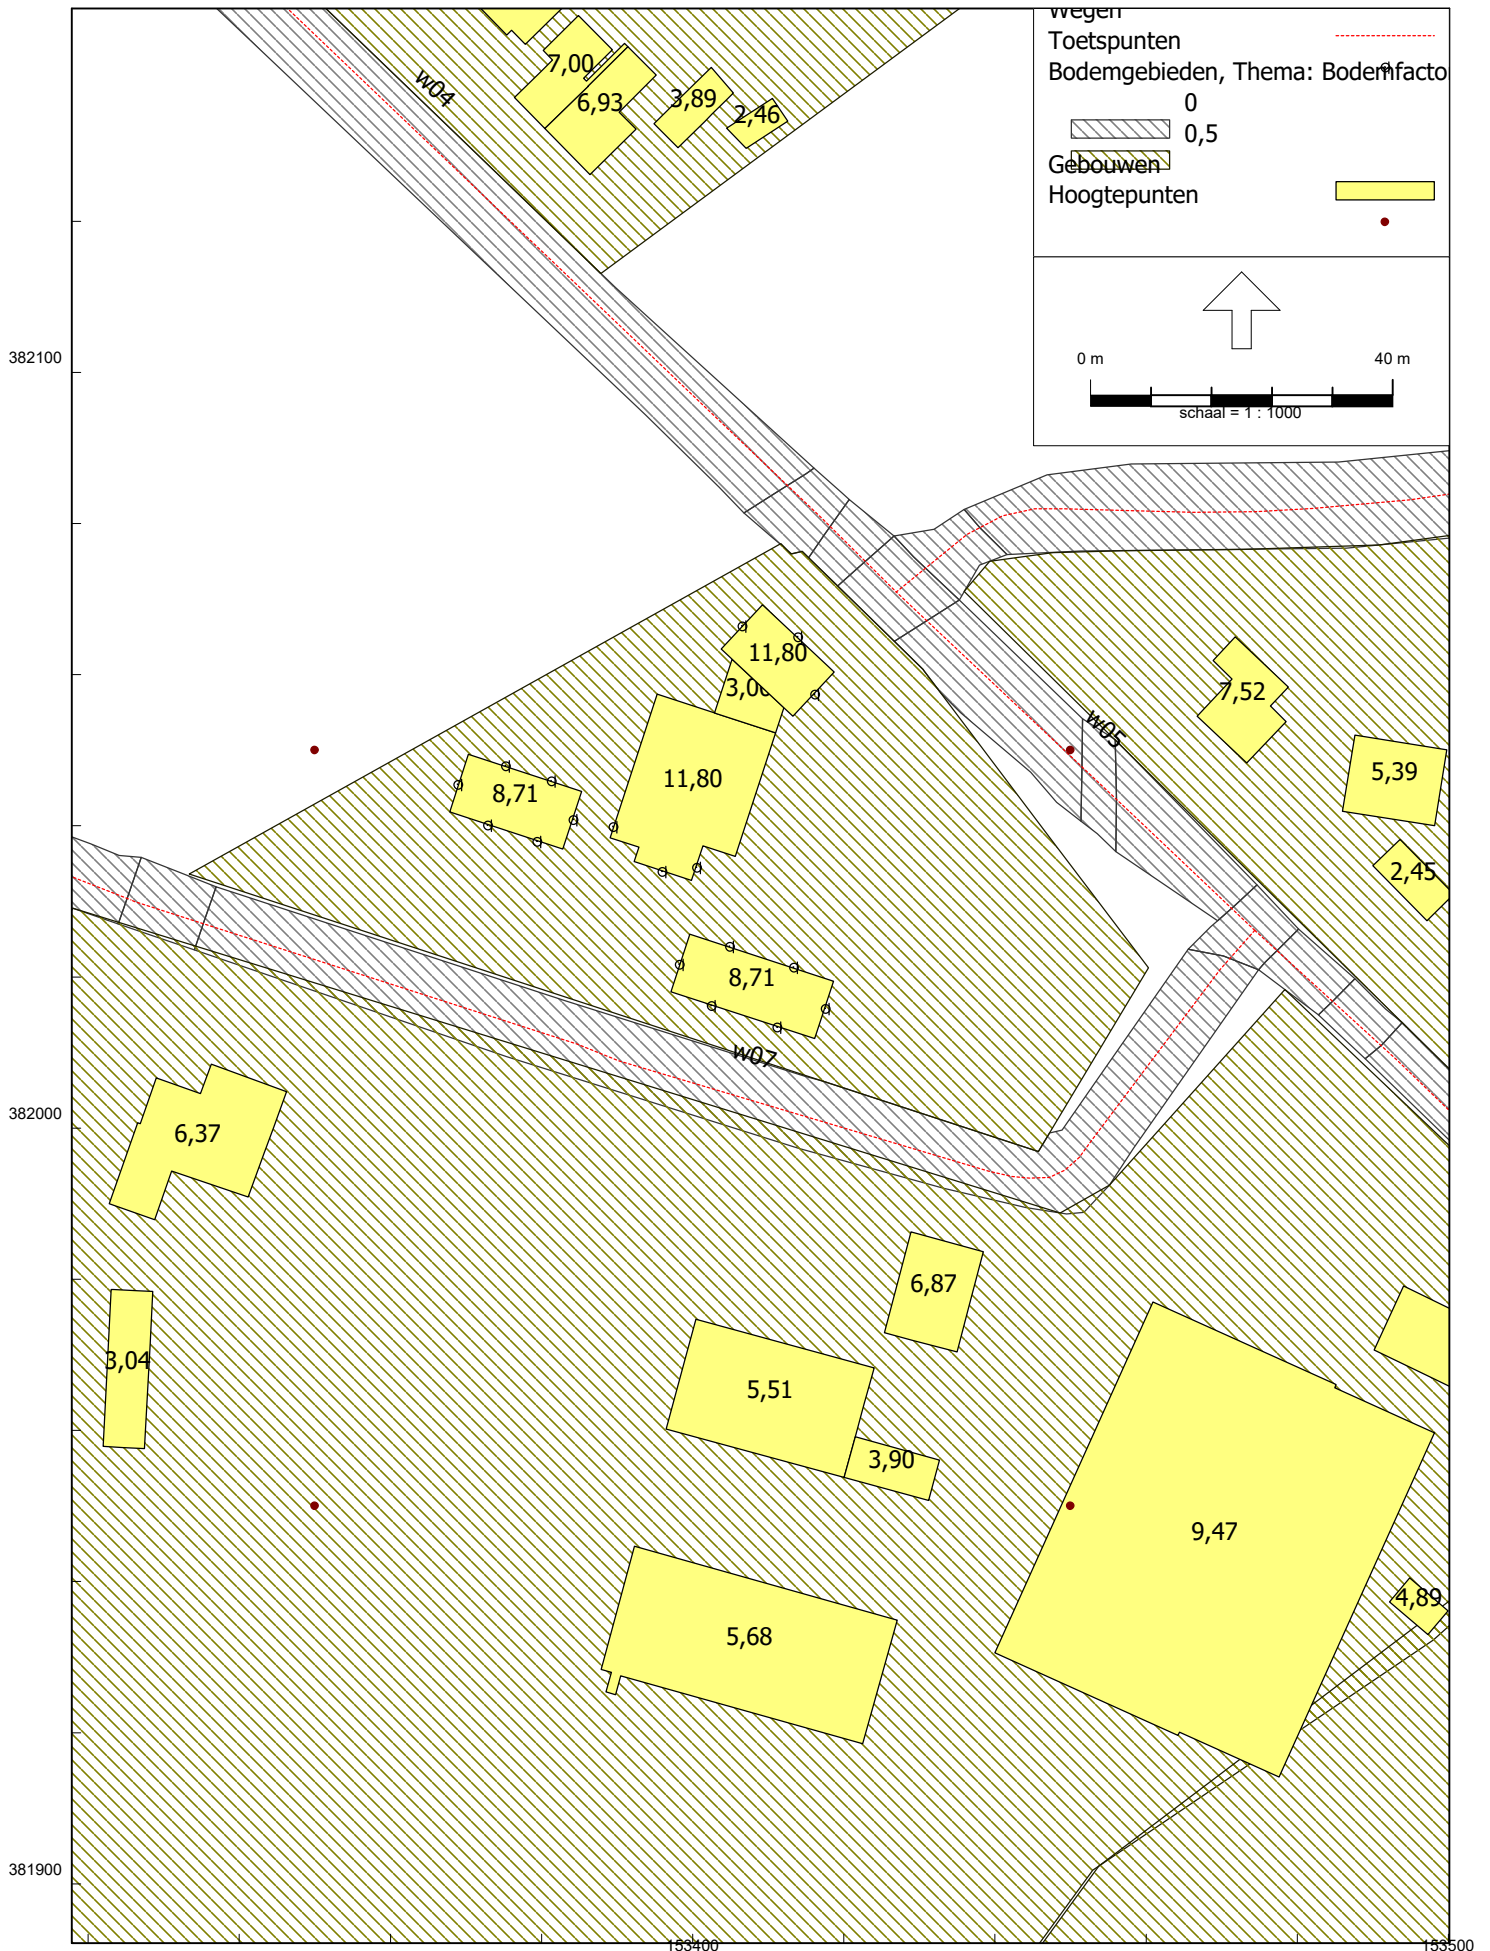 Wegen
Toetspunten
Bodemgebieden, Thema: Bodemfacto
0
0,5
Gebouwen
Hoogtepunten
0 m 40 m
schaal = 1 : 1000
w04
7,00
6,93
3,89
2,46
382100
11,80
3,00
7,52
w05
11,80
8,71
5,39
2,45
8,71
w07
382000
6,37
6,87
3,04
5,51
3,90
9,47
4,89
5,68
381900
153400
153500